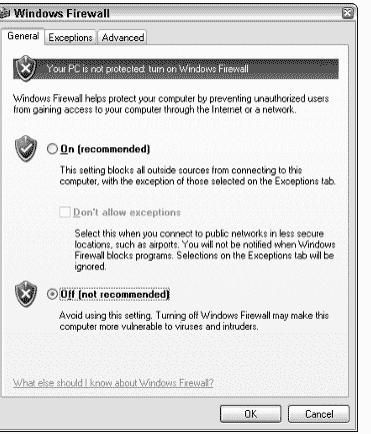 Windows Firewall
General Exceptions Advanced
Your PC is not protected: turn on Windows Firewall
Windows Firewall helps protect your computer by preventing unauthorized users
from gaining access to your computer through the Internet or a network.
On (recommended)
This setting blocks all outside sources from connecting to this
computer, with the exception of those selected on the Exceptions tab.
Don't allow exceptions
Select this when you connect to public networks in less secure
locations, such as airports. You will not be notified when Windows
Firewall blocks programs. Selections on the Exceptions tab will be
ignored.
Off (not recommended)
Avoid using this setting. Turning off Windows Firewall may make this
computer more vulnerable to viruses and intruders.
What else should I know about Windows Firewall?
OK Cancel